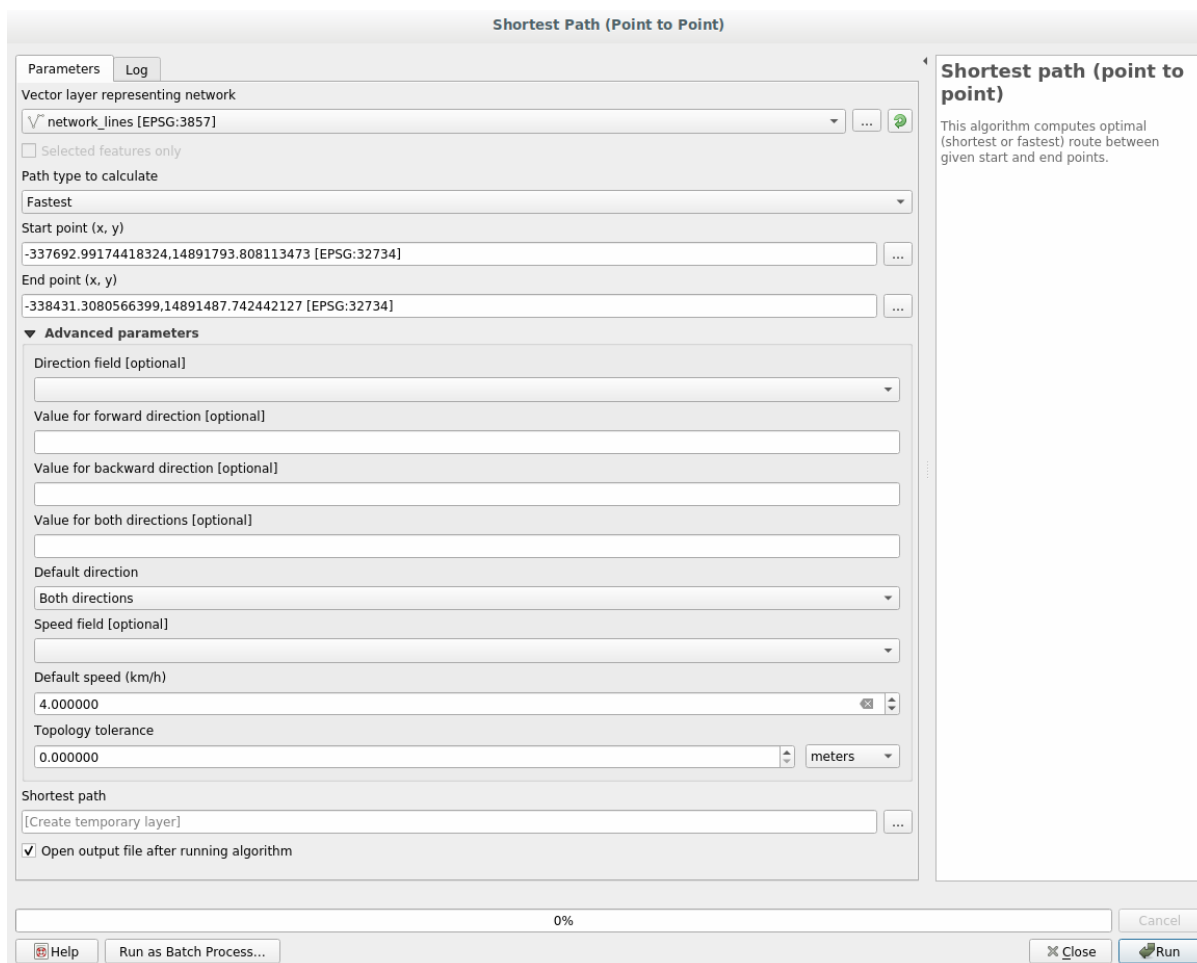 Shortest Path (Point to Point)
Parameters
Log
Vector layer representing network
network_lines [EPSG:3857]
...
Selected features only
Path type to calculate
Fastest
Start point (x, y)
-337692.99174418324,14891793.808113473 [EPSG:32734]
...
End point (x, y)
-338431.3080566399,14891487.742442127 [EPSG:32734]
...
Advanced parameters
Direction field [optional]
Value for forward direction [optional]
Value for backward direction [optional]
Value for both directions [optional]
Default direction
Both directions
Speed field [optional]
Default speed (km/h)
4.000000
Topology tolerance
0.000000
meters
Shortest path
[Create temporary layer]
...
Open output file after running algorithm
Shortest path (point to
point)
This algorithm computes optimal
(shortest or fastest) route between
given start and end points.
0%
Cancel
Help
Run as Batch Process...
Close
Run